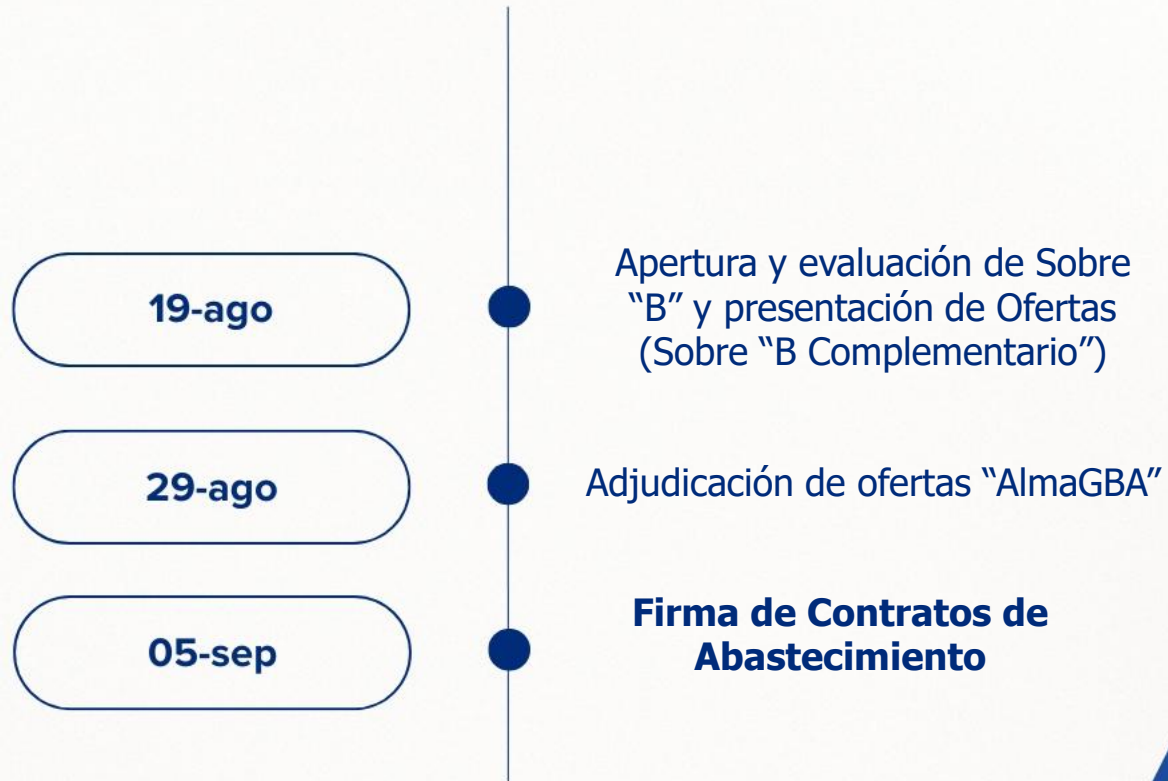 19-ago
Apertura y evaluación de Sobre
“B” y presentación de Ofertas
(Sobre “B Complementario”)
29-ago
Adjudicación de ofertas “AlmaGBA”
05-sep
Firma de Contratos de
Abastecimiento